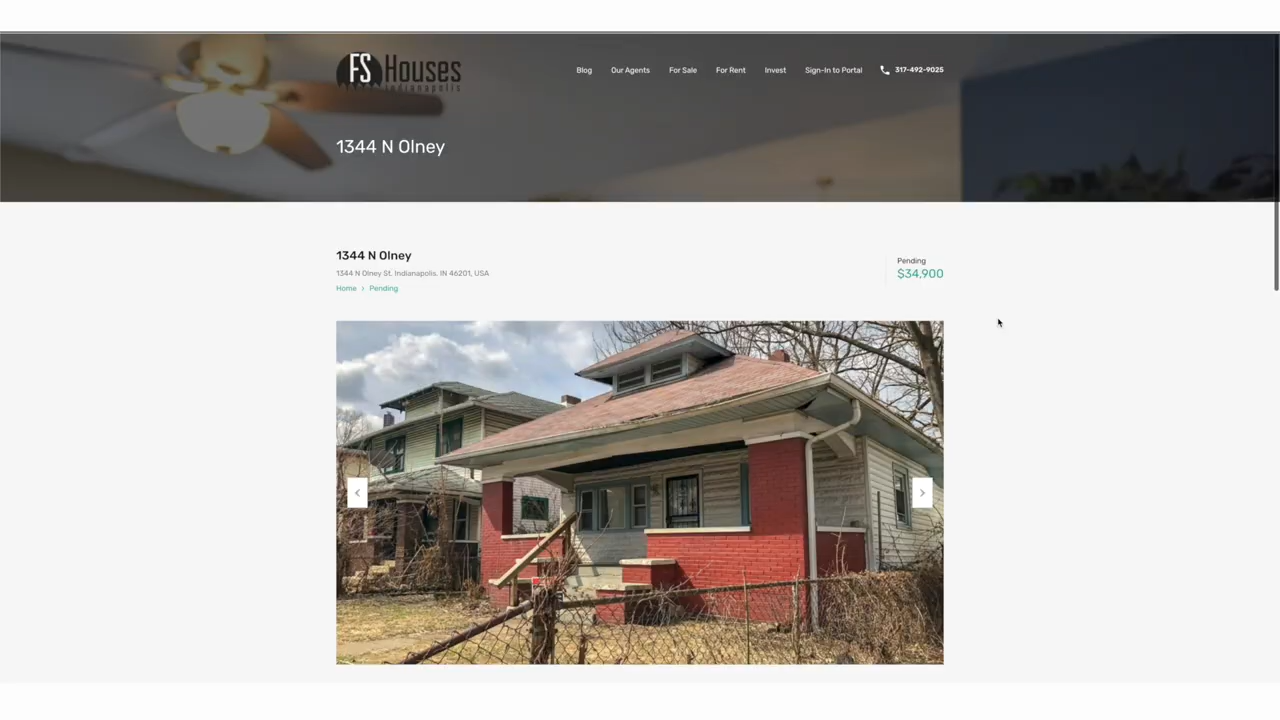 FS Houses
Indianapolis
Blog
Our Agents
For Sale
For Rent
Invest
Sign-In to Portal
317-492-9025
1344 N Olney
1344 N Olney
1344 N Olney St, Indianapolis, IN 46201, USA
Home › Pending
Pending
$34,900